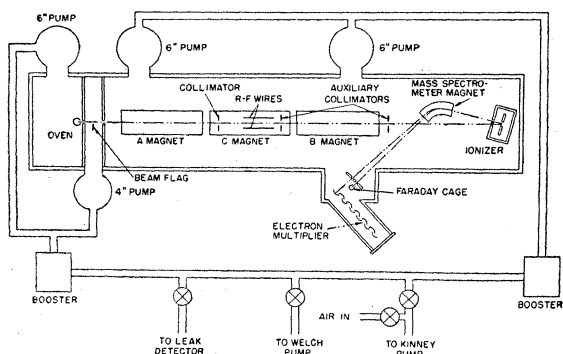 6" PUMP
6" PUMP
6" PUMP
MASS SPECTRO-
METER MAGNET
COLLIMATOR
R-F WIRES
AUXILIARY
COLLIMATORS
OVEN
A MAGNET
C MAGNET
B MAGNET
IONIZER
BEAM FLAG
4" PUMP
FARADAY CAGE
ELECTRON
MULTIPLIER
BOOSTER
BOOSTER
AIR IN
TO LEAK
DETECTOR
TO WELCH
PUMP
TO KINNEY
PUMP